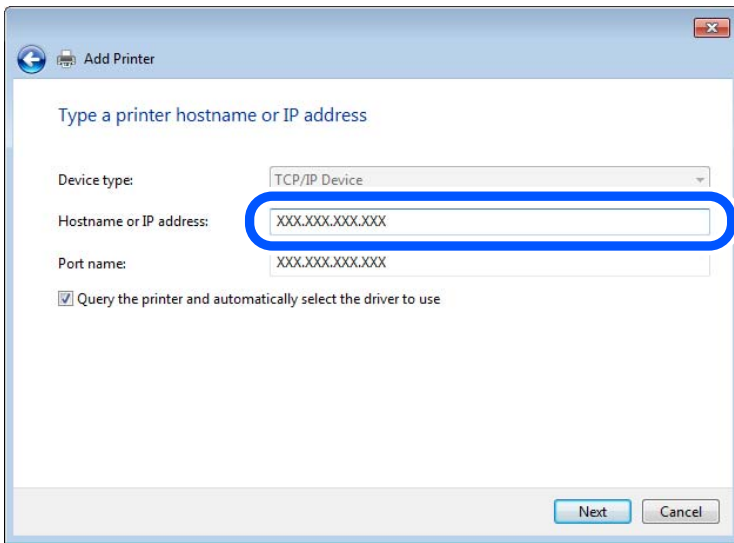 Add Printer
Type a printer hostname or IP address
Device type: TCP/IP Device
Hostname or IP address: XXX.XXX.XXX.XXX
Port name: XXX.XXX.XXX.XXX
Query the printer and automatically select the driver to use
Next Cancel